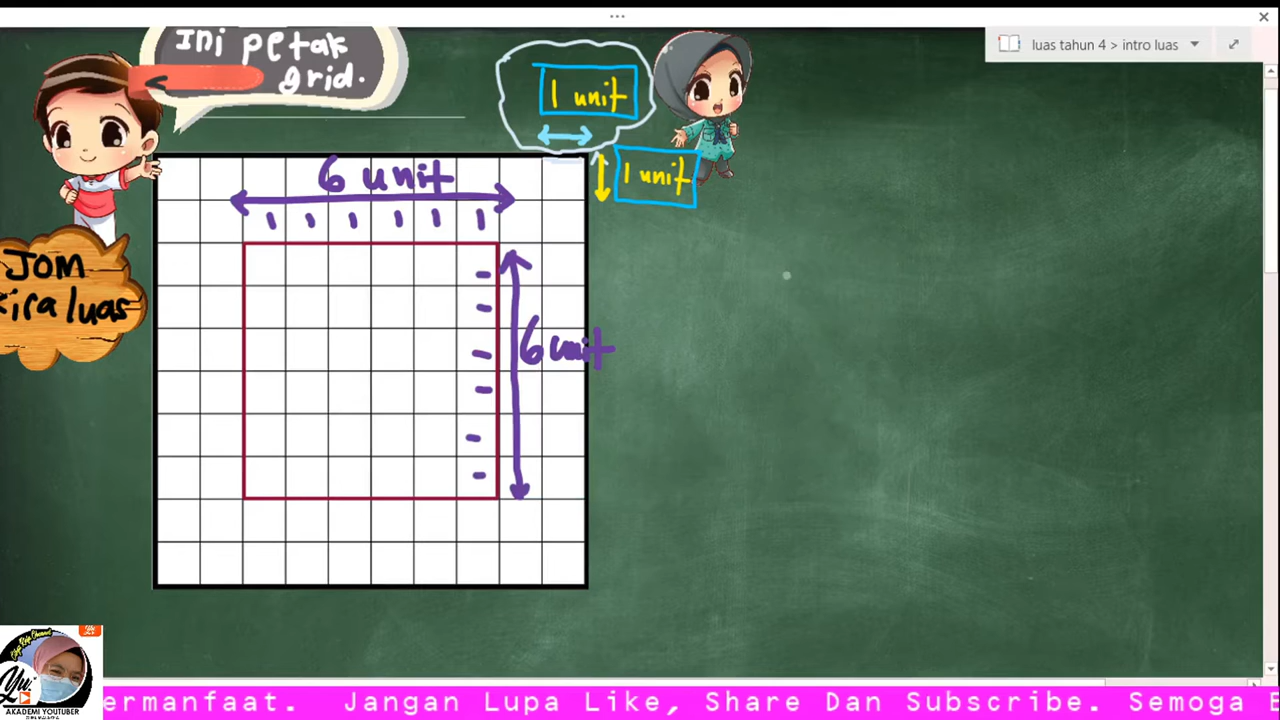 luas tahun 4 > intro luas
Ini petak
grid.
1 unit
1 unit
6 unit
6 unit
JOM
kira luas
AKADEMI YOUTUBER
ermanfaat. Jangan Lupa Like, Share Dan Subscribe. Semoga